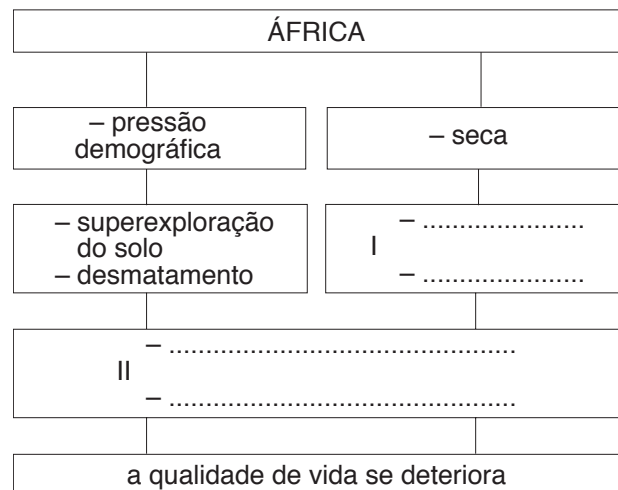 ÁFRICA
– pressão
demográfica
– seca
– superexploração
do solo
– desmatamento
I
– ......................
– ......................
II
– ...............................................
– ...............................................
a qualidade de vida se deteriora